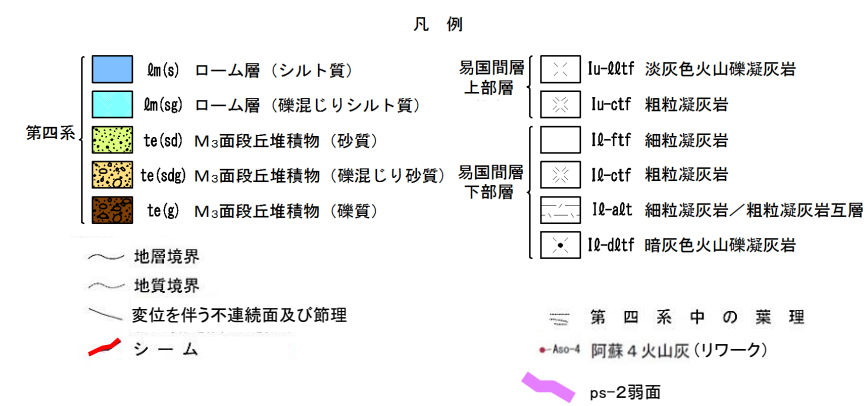 凡 例
第四系
lm(s) ローム層（シルト質）
lm(sg) ローム層（礫混じりシルト質）
te(sd) M₃面段丘堆積物（砂質）
te(sdg) M₃面段丘堆積物（礫混じり砂質）
te(g) M₃面段丘堆積物（礫質）
地層境界
地質境界
変位を伴う不連続面及び節理
シーム
易国間層
上部層
Iu-ℓℓtf 淡灰色火山礫凝灰岩
Iu-ctf 粗粒凝灰岩
易国間層
下部層
Iℓ-ftf 細粒凝灰岩
Iℓ-ctf 粗粒凝灰岩
Iℓ-aℓt 細粒凝灰岩／粗粒凝灰岩互層
Iℓ-dℓtf 暗灰色火山礫凝灰岩
第四系中の葉理
Aso-4 阿蘇４火山灰（リワーク）
ps-2弱面